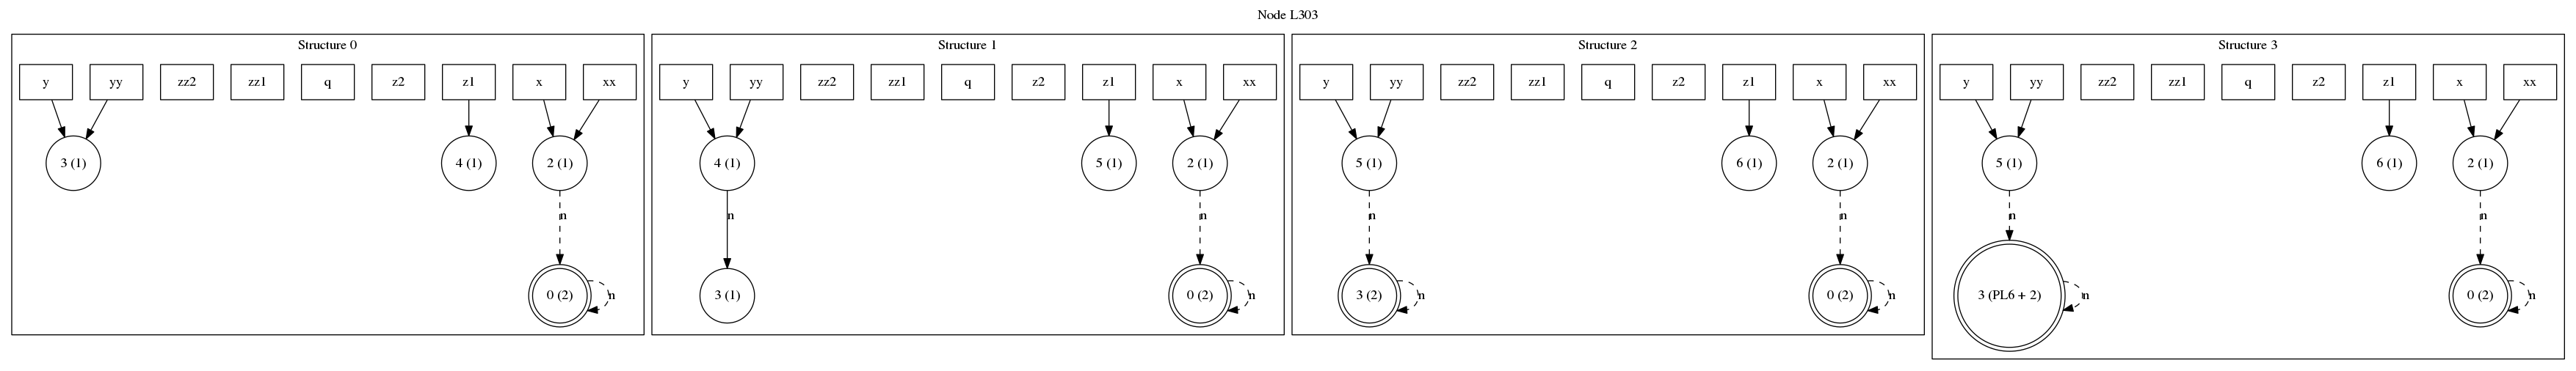 Node L303
Structure 0
y yy zz2 zz1 q z2 z1 x xx
3 (1) 4 (1) 2 (1)
n
0 (2) n
Structure 1
y yy zz2 zz1 q z2 z1 x xx
4 (1) 5 (1) 2 (1)
n n
3 (1) 0 (2) n
Structure 2
y yy zz2 zz1 q z2 z1 x xx
5 (1) 6 (1) 2 (1)
n n
3 (2) n 0 (2) n
Structure 3
y yy zz2 zz1 q z2 z1 x xx
5 (1) 6 (1) 2 (1)
n n
3 (PL6 + 2) n 0 (2) n